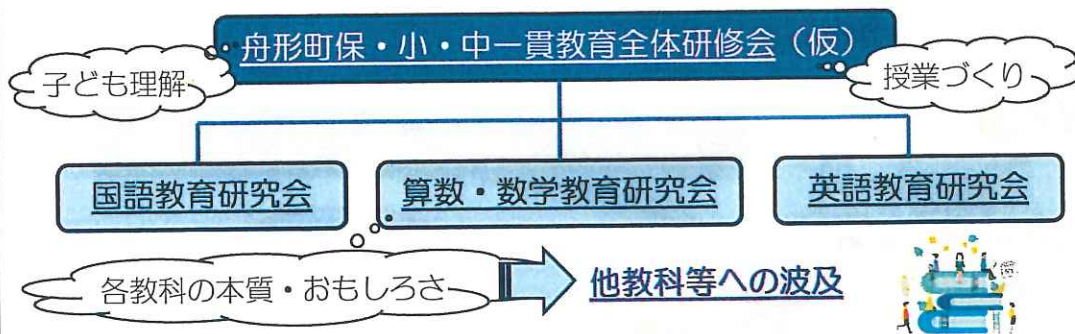 舟形町保・小・中一貫教育全体研修会（仮）
子ども理解
授業づくり
国語教育研究会
算数・数学教育研究会
英語教育研究会
各教科の本質・おもしろさ
他教科等への波及